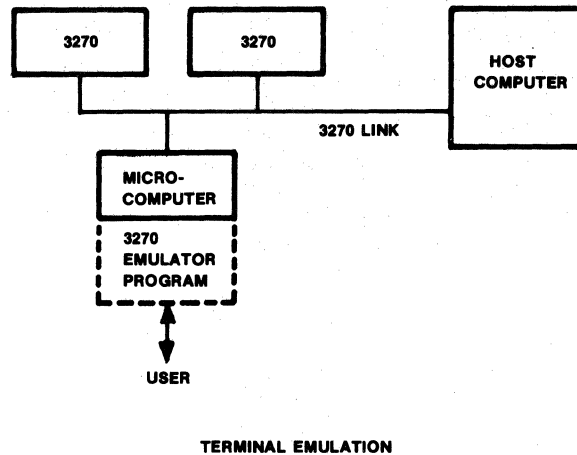 3270
3270
HOST
COMPUTER
3270 LINK
MICRO-
COMPUTER
3270
EMULATOR
PROGRAM
USER
TERMINAL EMULATION